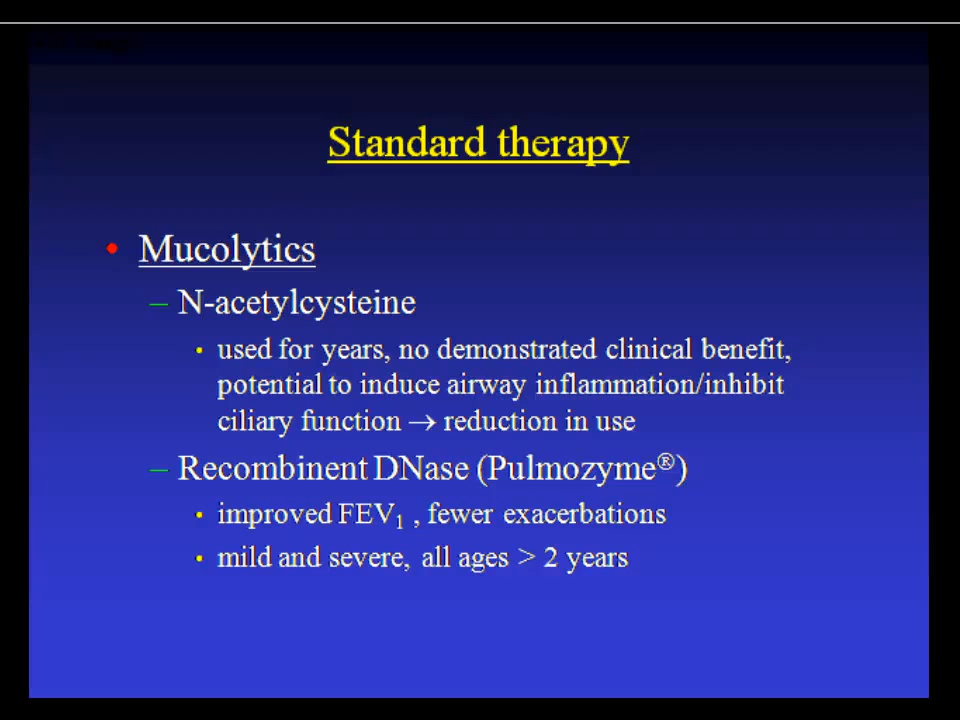 Standard therapy
• Mucolytics
– N-acetylcysteine
• used for years, no demonstrated clinical benefit,
potential to induce airway inflammation/inhibit
ciliary function → reduction in use
– Recombinent DNase (Pulmozyme®)
• improved FEV₁ , fewer exacerbations
• mild and severe, all ages > 2 years